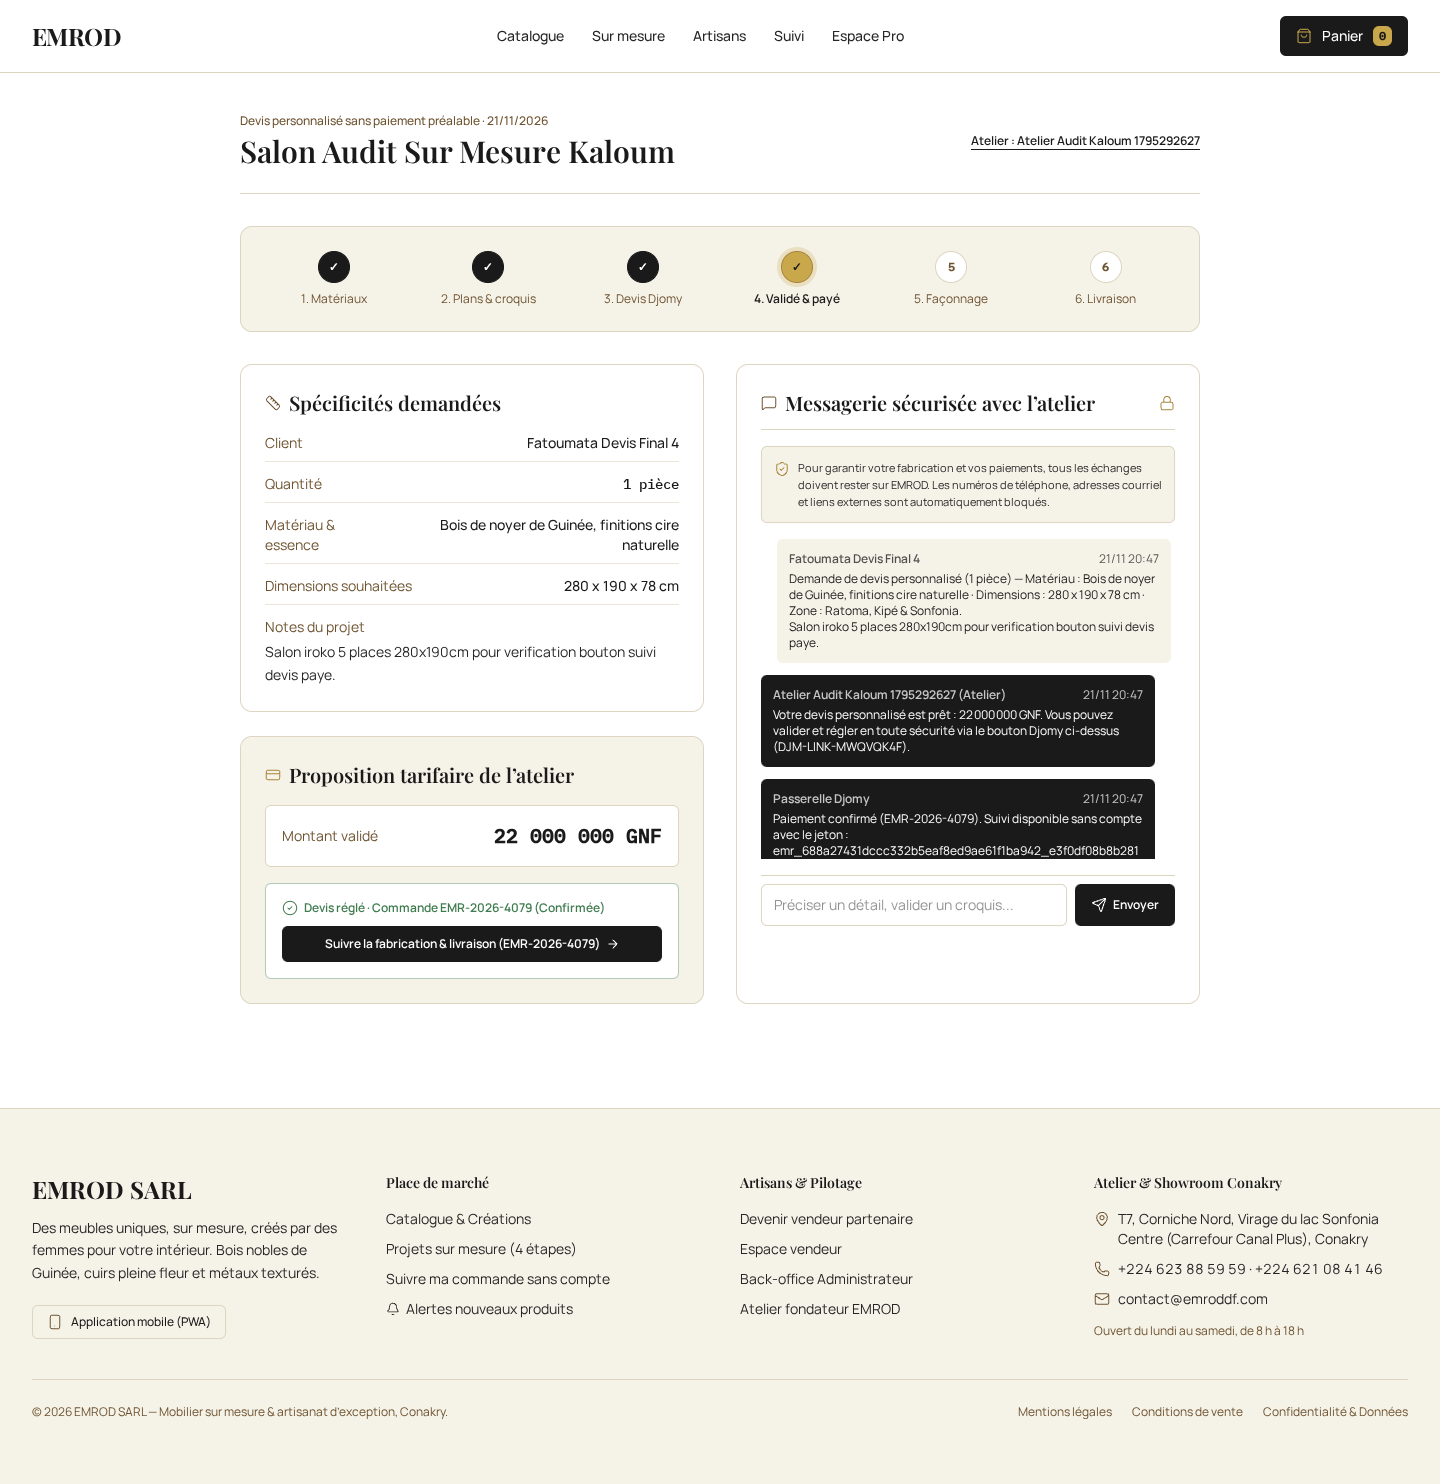 EMROD
Catalogue
Sur mesure
Artisans
Suivi
Espace Pro
Panier
0
Devis personnalisé sans paiement préalable · 21/11/2026
Salon Audit Sur Mesure Kaloum
Atelier : Atelier Audit Kaloum 1795292627
✓
✓
✓
✓
5
6
1. Matériaux
2. Plans & croquis
3. Devis Djomy
4. Validé & payé
5. Façonnage
6. Livraison
Spécificités demandées
Client
Fatoumata Devis Final 4
Quantité
1 pièce
Matériau &
essence
Bois de noyer de Guinée, finitions cire
naturelle
Dimensions souhaitées
280 x 190 x 78 cm
Notes du projet
Salon iroko 5 places 280x190cm pour verification bouton suivi
devis paye.
Proposition tarifaire de l’atelier
Montant validé
22 000 000 GNF
Devis réglé · Commande EMR-2026-4079 (Confirmée)
Suivre la fabrication & livraison (EMR-2026-4079) →
Messagerie sécurisée avec l’atelier
Pour garantir votre fabrication et vos paiements, tous les échanges
doivent rester sur EMROD. Les numéros de téléphone, adresses courriel
et liens externes sont automatiquement bloqués.
Fatoumata Devis Final 4
21/11 20:47
Demande de devis personnalisé (1 pièce) — Matériau : Bois de noyer
de Guinée, finitions cire naturelle · Dimensions : 280 x 190 x 78 cm ·
Zone : Ratoma, Kipé & Sonfonia.
Salon iroko 5 places 280x190cm pour verification bouton suivi devis
paye.
Atelier Audit Kaloum 1795292627 (Atelier)
21/11 20:47
Votre devis personnalisé est prêt : 22 000 000 GNF. Vous pouvez
valider et régler en toute sécurité via le bouton Djomy ci-dessus
(DJM-LINK-MWQVQK4F).
Passerelle Djomy
21/11 20:47
Paiement confirmé (EMR-2026-4079). Suivi disponible sans compte
avec le jeton :
emr_688a27431dccc332b5eaf8ed9ae61f1ba942_e3f0df08b8b281
Préciser un détail, valider un croquis...
Envoyer
EMROD SARL
Des meubles uniques, sur mesure, créés par des
femmes pour votre intérieur. Bois nobles de
Guinée, cuirs pleine fleur et métaux texturés.
Application mobile (PWA)
Place de marché
Catalogue & Créations
Projets sur mesure (4 étapes)
Suivre ma commande sans compte
Alertes nouveaux produits
Artisans & Pilotage
Devenir vendeur partenaire
Espace vendeur
Back-office Administrateur
Atelier fondateur EMROD
Atelier & Showroom Conakry
T7, Corniche Nord, Virage du lac Sonfonia
Centre (Carrefour Canal Plus), Conakry
+224 623 88 59 59 · +224 621 08 41 46
contact@emroddf.com
Ouvert du lundi au samedi, de 8 h à 18 h
© 2026 EMROD SARL — Mobilier sur mesure & artisanat d’exception, Conakry.
Mentions légales
Conditions de vente
Confidentialité & Données